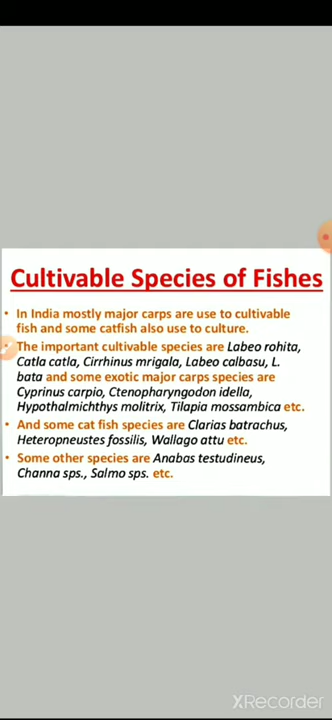 Cultivable Species of Fishes
• In India mostly major carps are use to cultivable
fish and some catfish also use to culture.
• The important cultivable species are Labeo rohita,
Catla catla, Cirrhinus mrigala, Labeo calbasu, L.
bata and some exotic major carps species are
Cyprinus carpio, Ctenopharyngodon idella,
Hypothalmichthys molitrix, Tilapia mossambica etc.
• And some cat fish species are Clarias batrachus,
Heteropneustes fossilis, Wallago attu etc.
• Some other species are Anabas testudineus,
Channa sps., Salmo sps. etc.
XRecorder